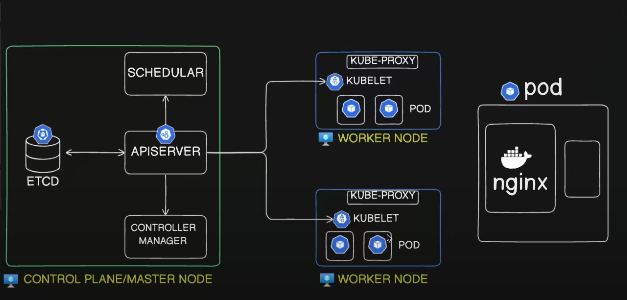 SCHEDULAR
ETCD
APISERVER
CONTROLLER
MANAGER
CONTROL PLANE/MASTER NODE
KUBE-PROXY
KUBELET
POD
WORKER NODE
KUBE-PROXY
KUBELET
POD
WORKER NODE
pod
nginx